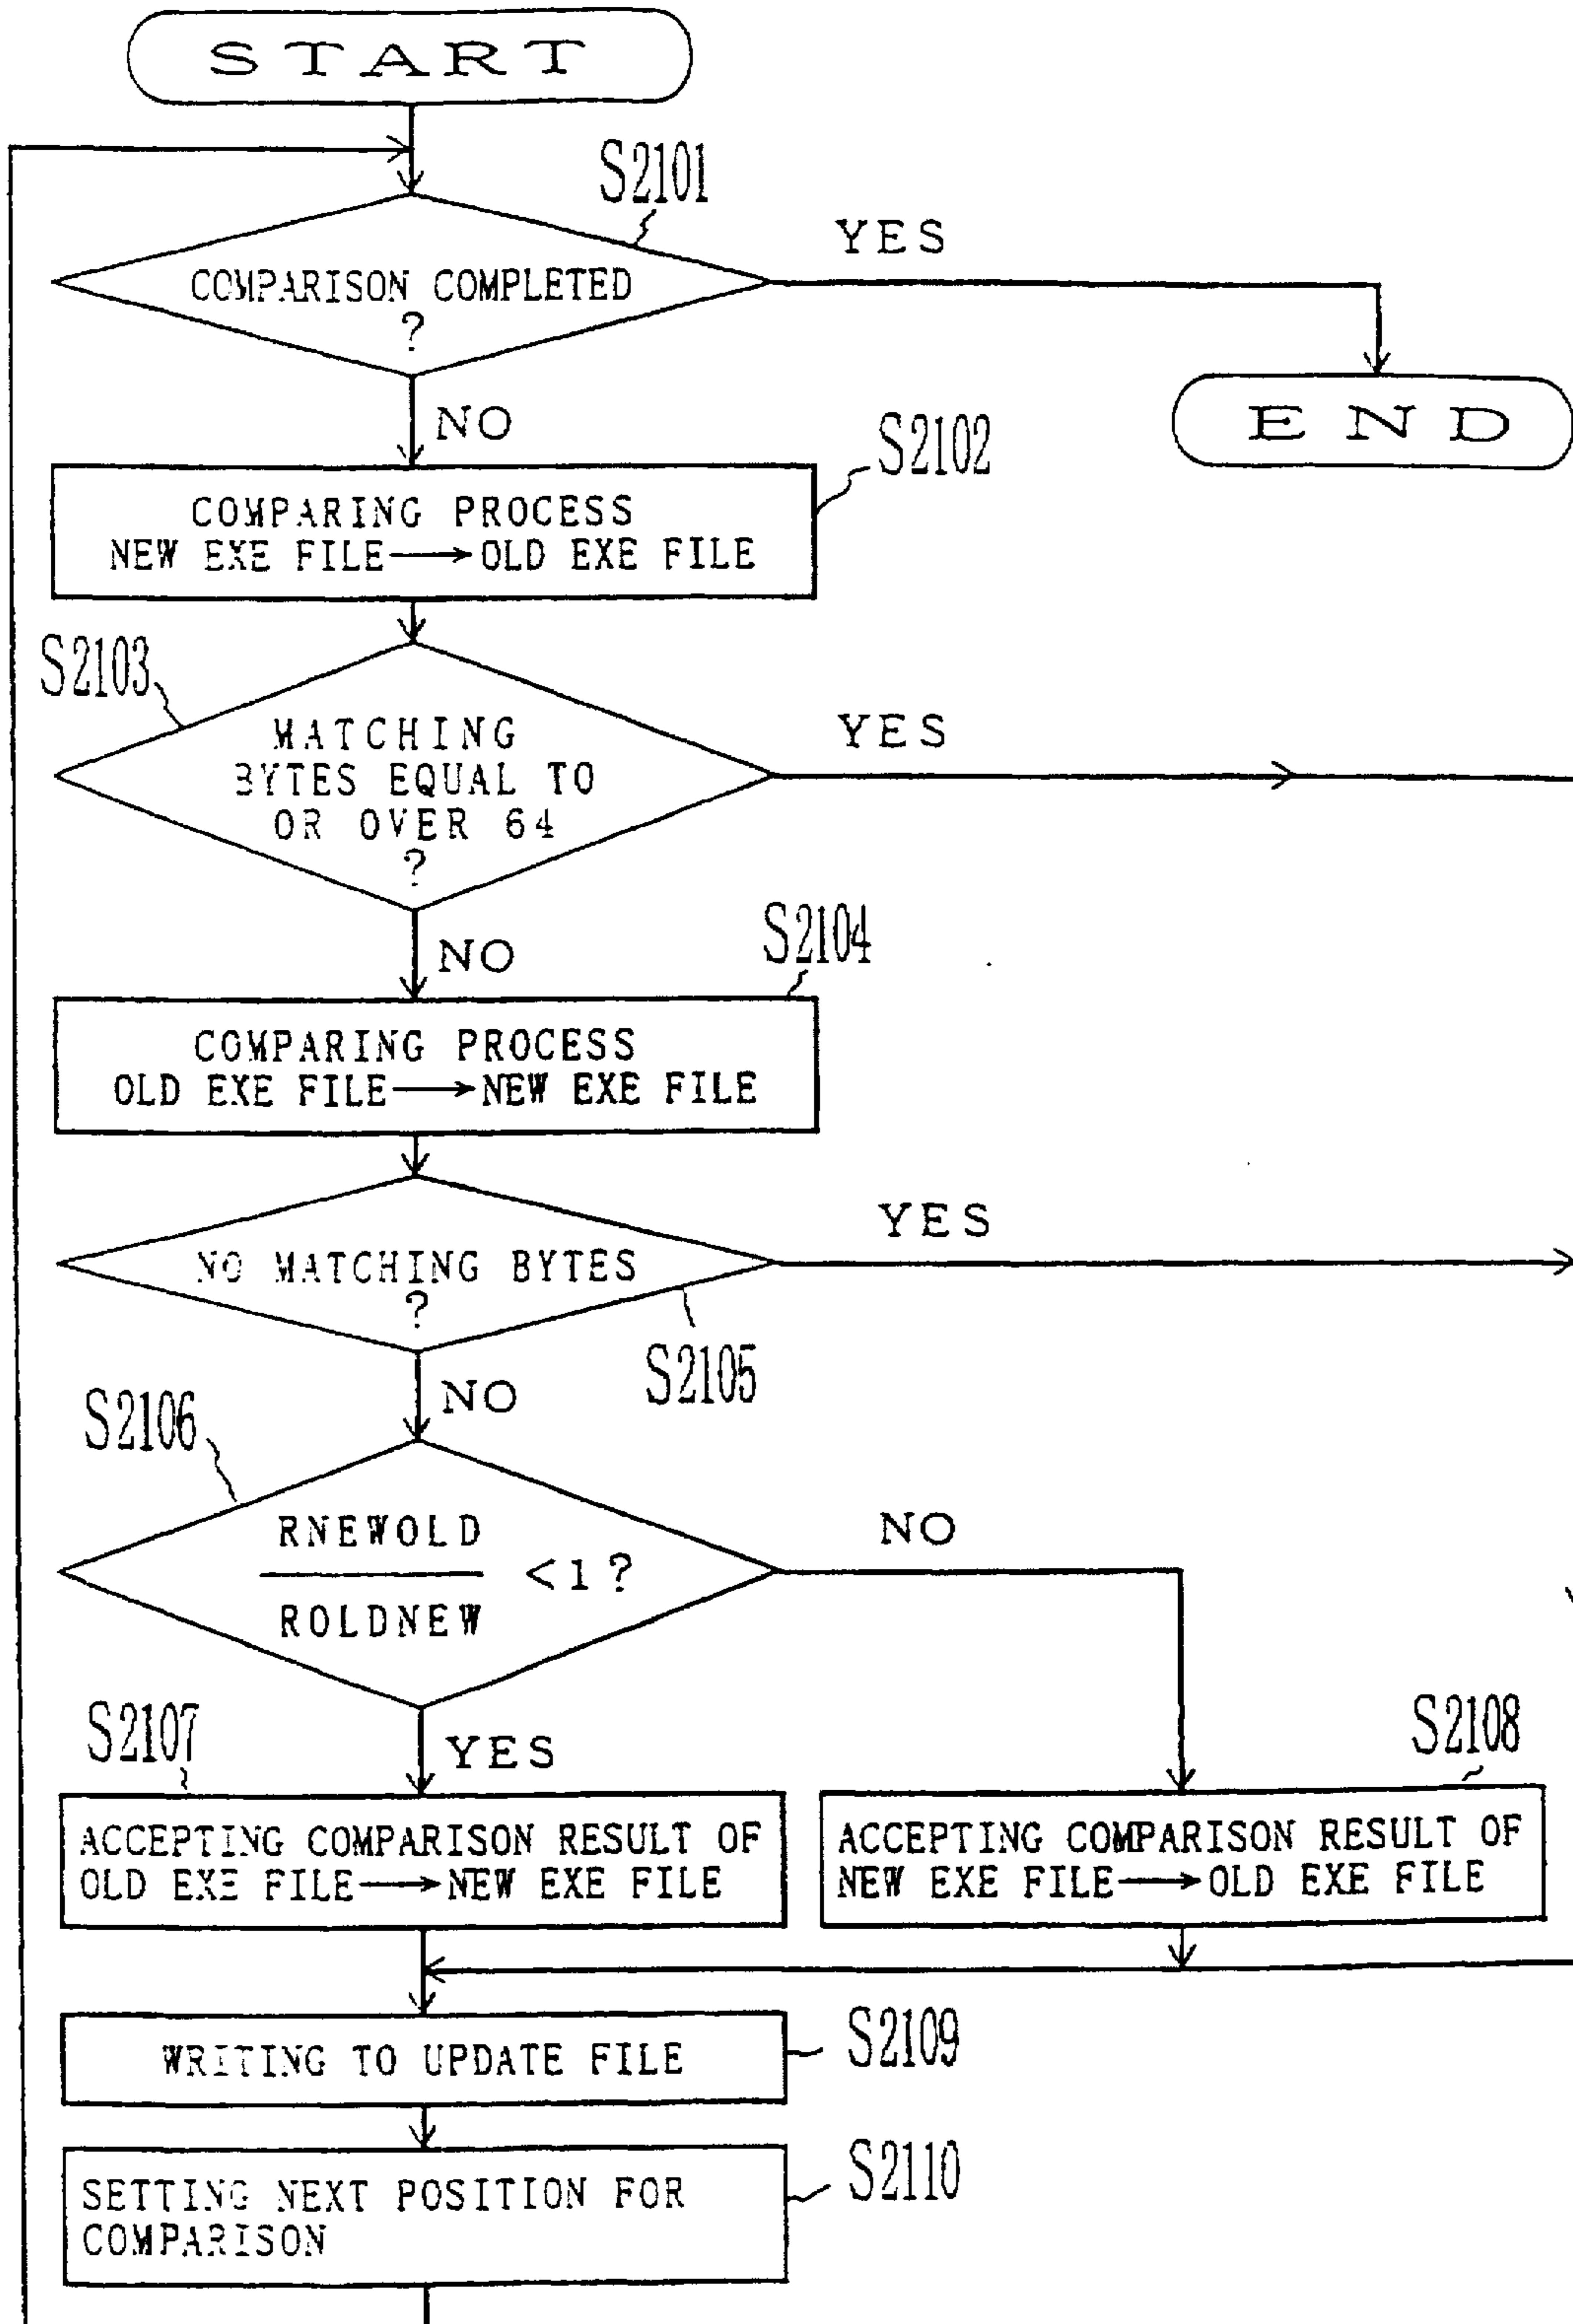 START
S2101
COMPARISON COMPLETED
?
YES
END
NO
S2102
COMPARING PROCESS
NEW EXE FILE → OLD EXE FILE
S2103
MATCHING
BYTES EQUAL TO
OR OVER 64
?
YES
NO
S2104
COMPARING PROCESS
OLD EXE FILE → NEW EXE FILE
NO MATCHING BYTES
?
YES
S2105
NO
S2106
RNEWOLD
<1?
ROLDNEW
NO
S2107
YES
S2108
ACCEPTING COMPARISON RESULT OF
OLD EXE FILE → NEW EXE FILE
ACCEPTING COMPARISON RESULT OF
NEW EXE FILE → OLD EXE FILE
WRITING TO UPDATE FILE
S2109
SETTING NEXT POSITION FOR
COMPARISON
S2110